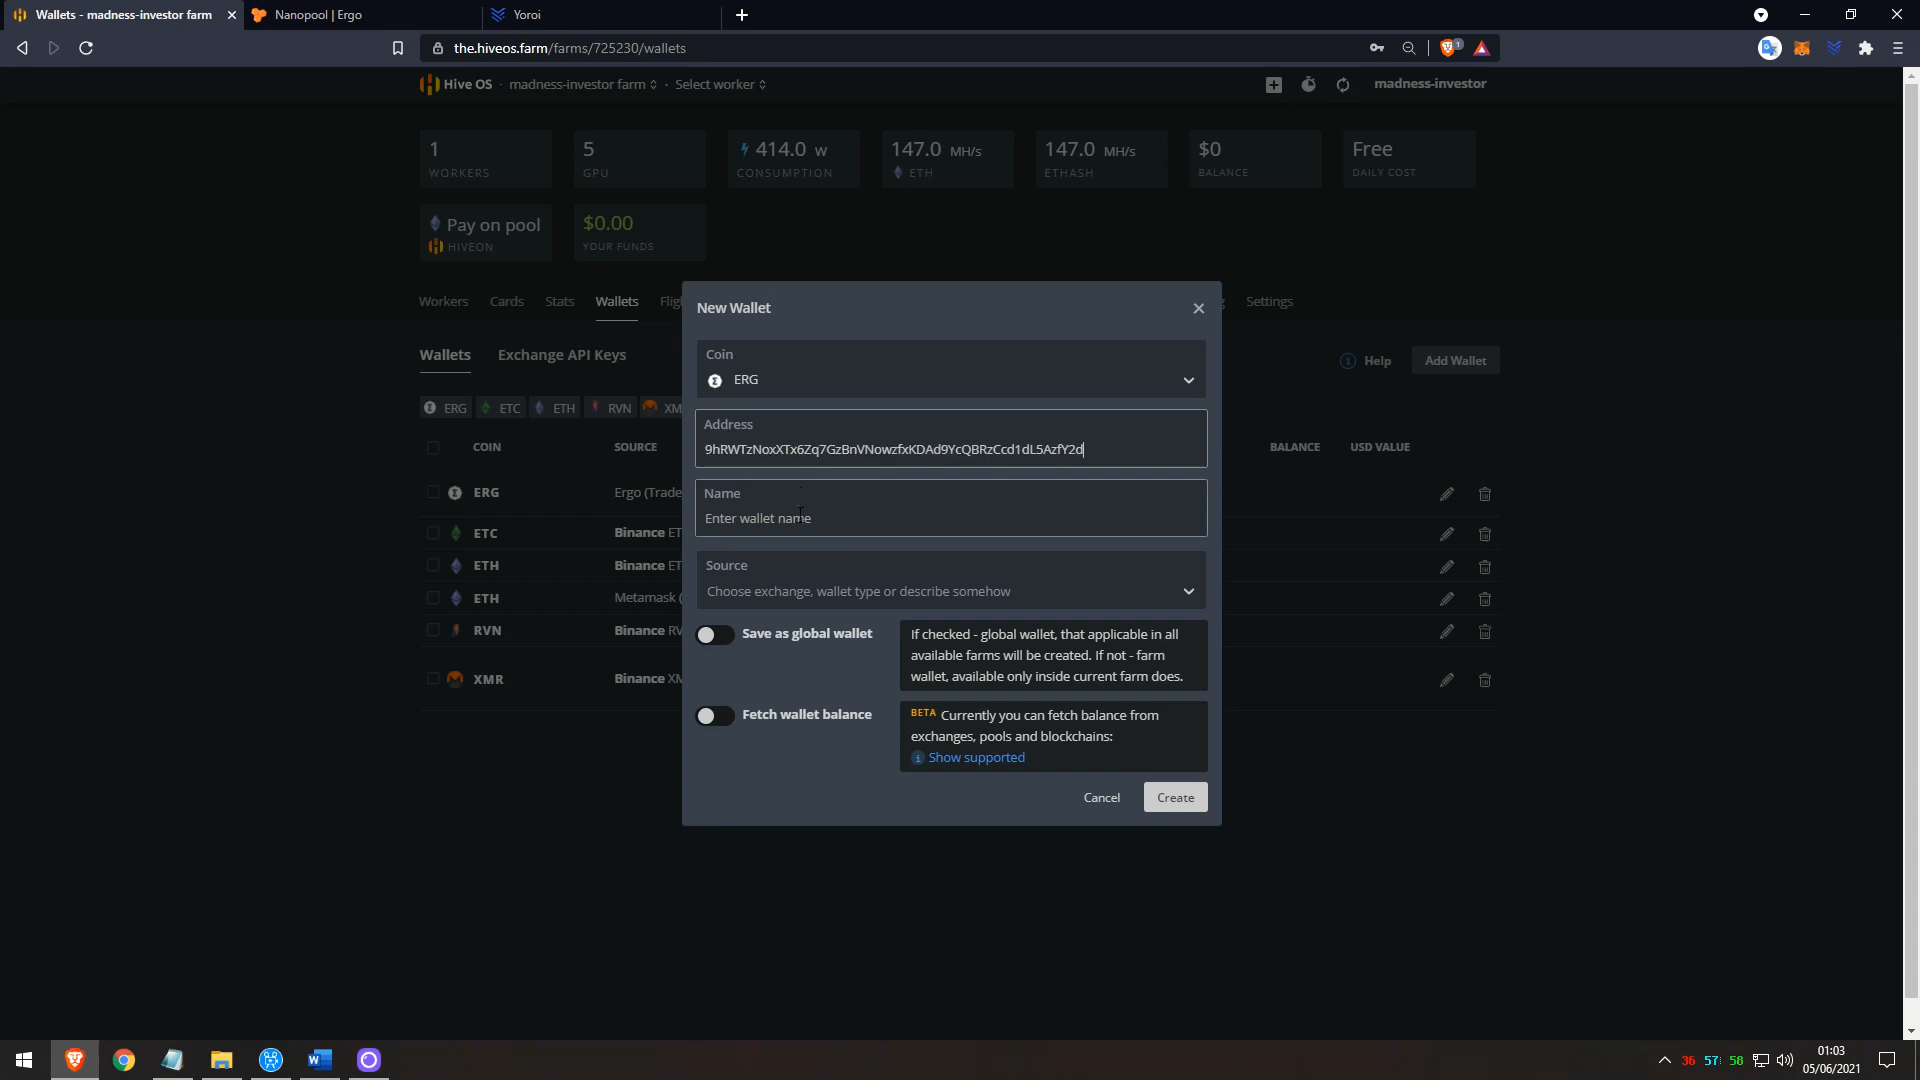 Wallets - madness-investor farm
Nanopool | Ergo
Yoroi
the.hiveos.farm/farms/725230/wallets
1
Hive OS · madness-investor farm · Select worker
madness-investor
1
WORKERS
5
GPU
414.0 W
CONSUMPTION
147.0 MH/s
ETH
147.0 MH/s
ETHASH
$0
BALANCE
Free
DAILY COST
Pay on pool
HIVEON
$0.00
YOUR FUNDS
Workers Cards Stats Wallets Settings
Wallets Exchange API Keys
Help Add Wallet
ERG ETC ETH RVN
COIN SOURCE BALANCE USD VALUE
ERG Ergo
ETC Binance
ETH Binance
ETH Metamask
RVN Binance
XMR Binance
New Wallet
Coin
ERG
Address
9hRWTzNoxXTx6Zq7GzBnVNowzfxKDAd9YcQBRzCcd1dL5AzfY2d
Name
Enter wallet name
Source
Choose exchange, wallet type or describe somehow
Save as global wallet
If checked - global wallet, that applicable in all
available farms will be created. If not - farm
wallet, available only inside current farm does.
Fetch wallet balance
BETA Currently you can fetch balance from
exchanges, pools and blockchains:
Show supported
Cancel Create
36 57 58
01:03
05/06/2021